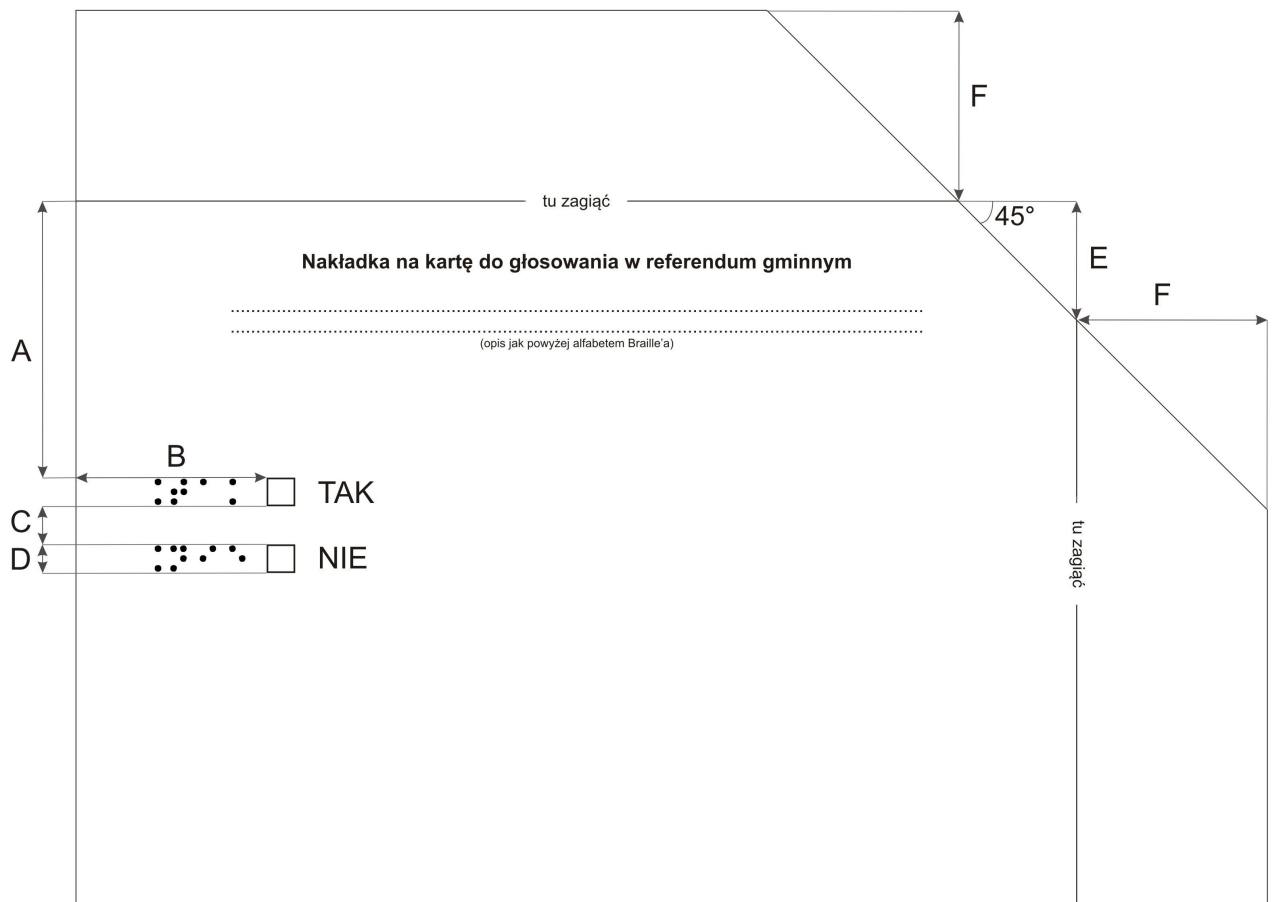 F
tu zagiąć
45°
Nakładka na kartę do głosowania w referendum gminnym
E
F
................................................................
................................................................
(opis jak powyżej alfabetem Braille'a)
A
B
TAK
C
D
NIE
tu zagiąć